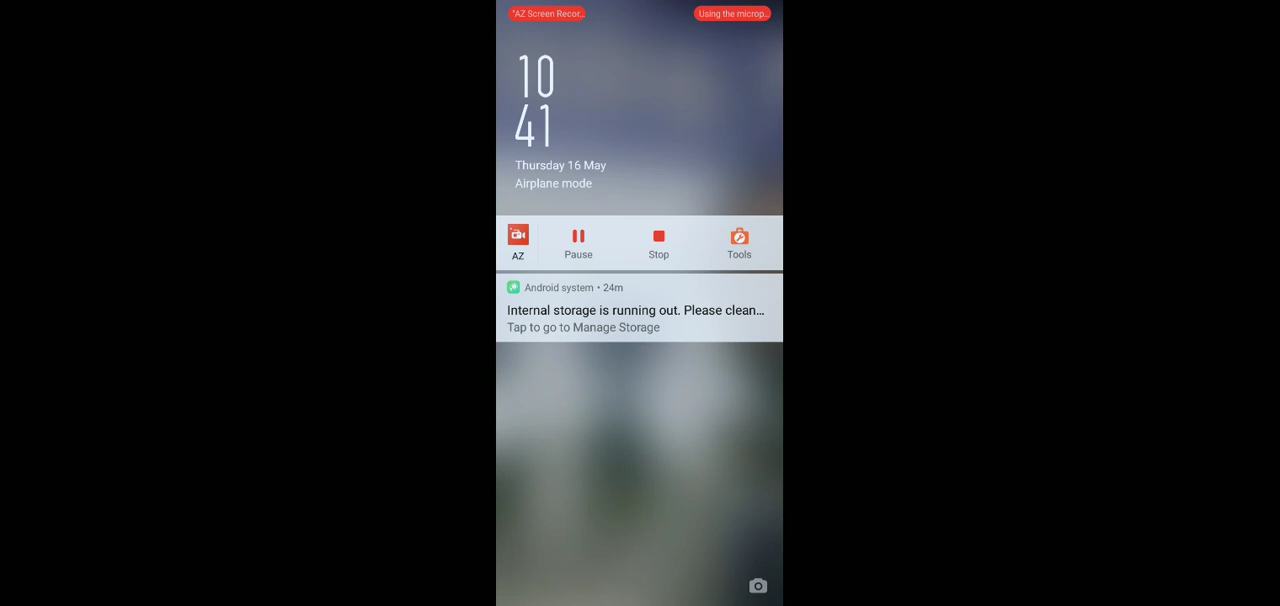 "AZ Screen Recor...
Using the microp...
10
41
Thursday 16 May
Airplane mode
AZ
Pause
Stop
Tools
Android system • 24m
Internal storage is running out. Please clean...
Tap to go to Manage Storage